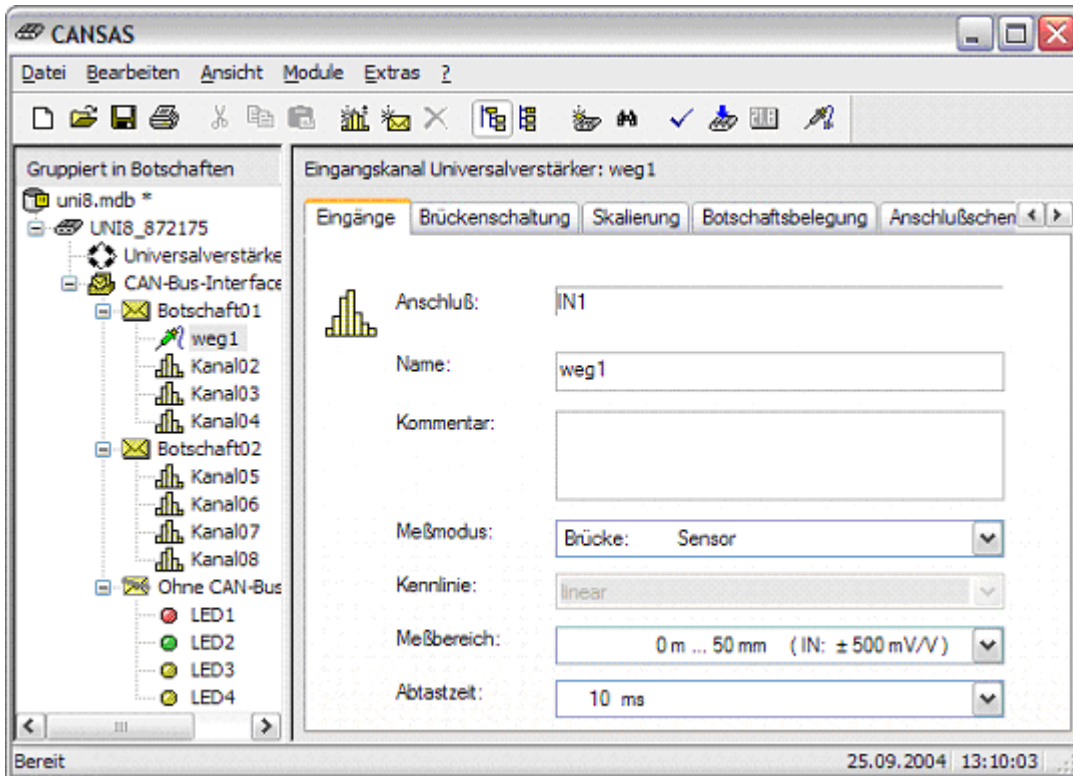 CANSAS
Datei Bearbeiten Ansicht Module Extras ?
Gruppiert in Botschaften
uni8.mdb *
UNI8_872175
Universalverstärke
CAN-Bus-Interface
Botschaft01
weg1
Kanal02
Kanal03
Kanal04
Botschaft02
Kanal05
Kanal06
Kanal07
Kanal08
Ohne CAN-Bus
LED1
LED2
LED3
LED4
Eingangskanal Universalverstärker: weg1
Eingänge Brückenschaltung Skalierung Botschaftsbelegung Anschlußschem
Anschluß: IN1
Name: weg1
Kommentar:
Meßmodus: Brücke: Sensor
Kennlinie: linear
Meßbereich: 0 m ... 50 mm ( IN: ± 500 mV/V )
Abtastzeit: 10 ms
Bereit 25.09.2004 13:10:03